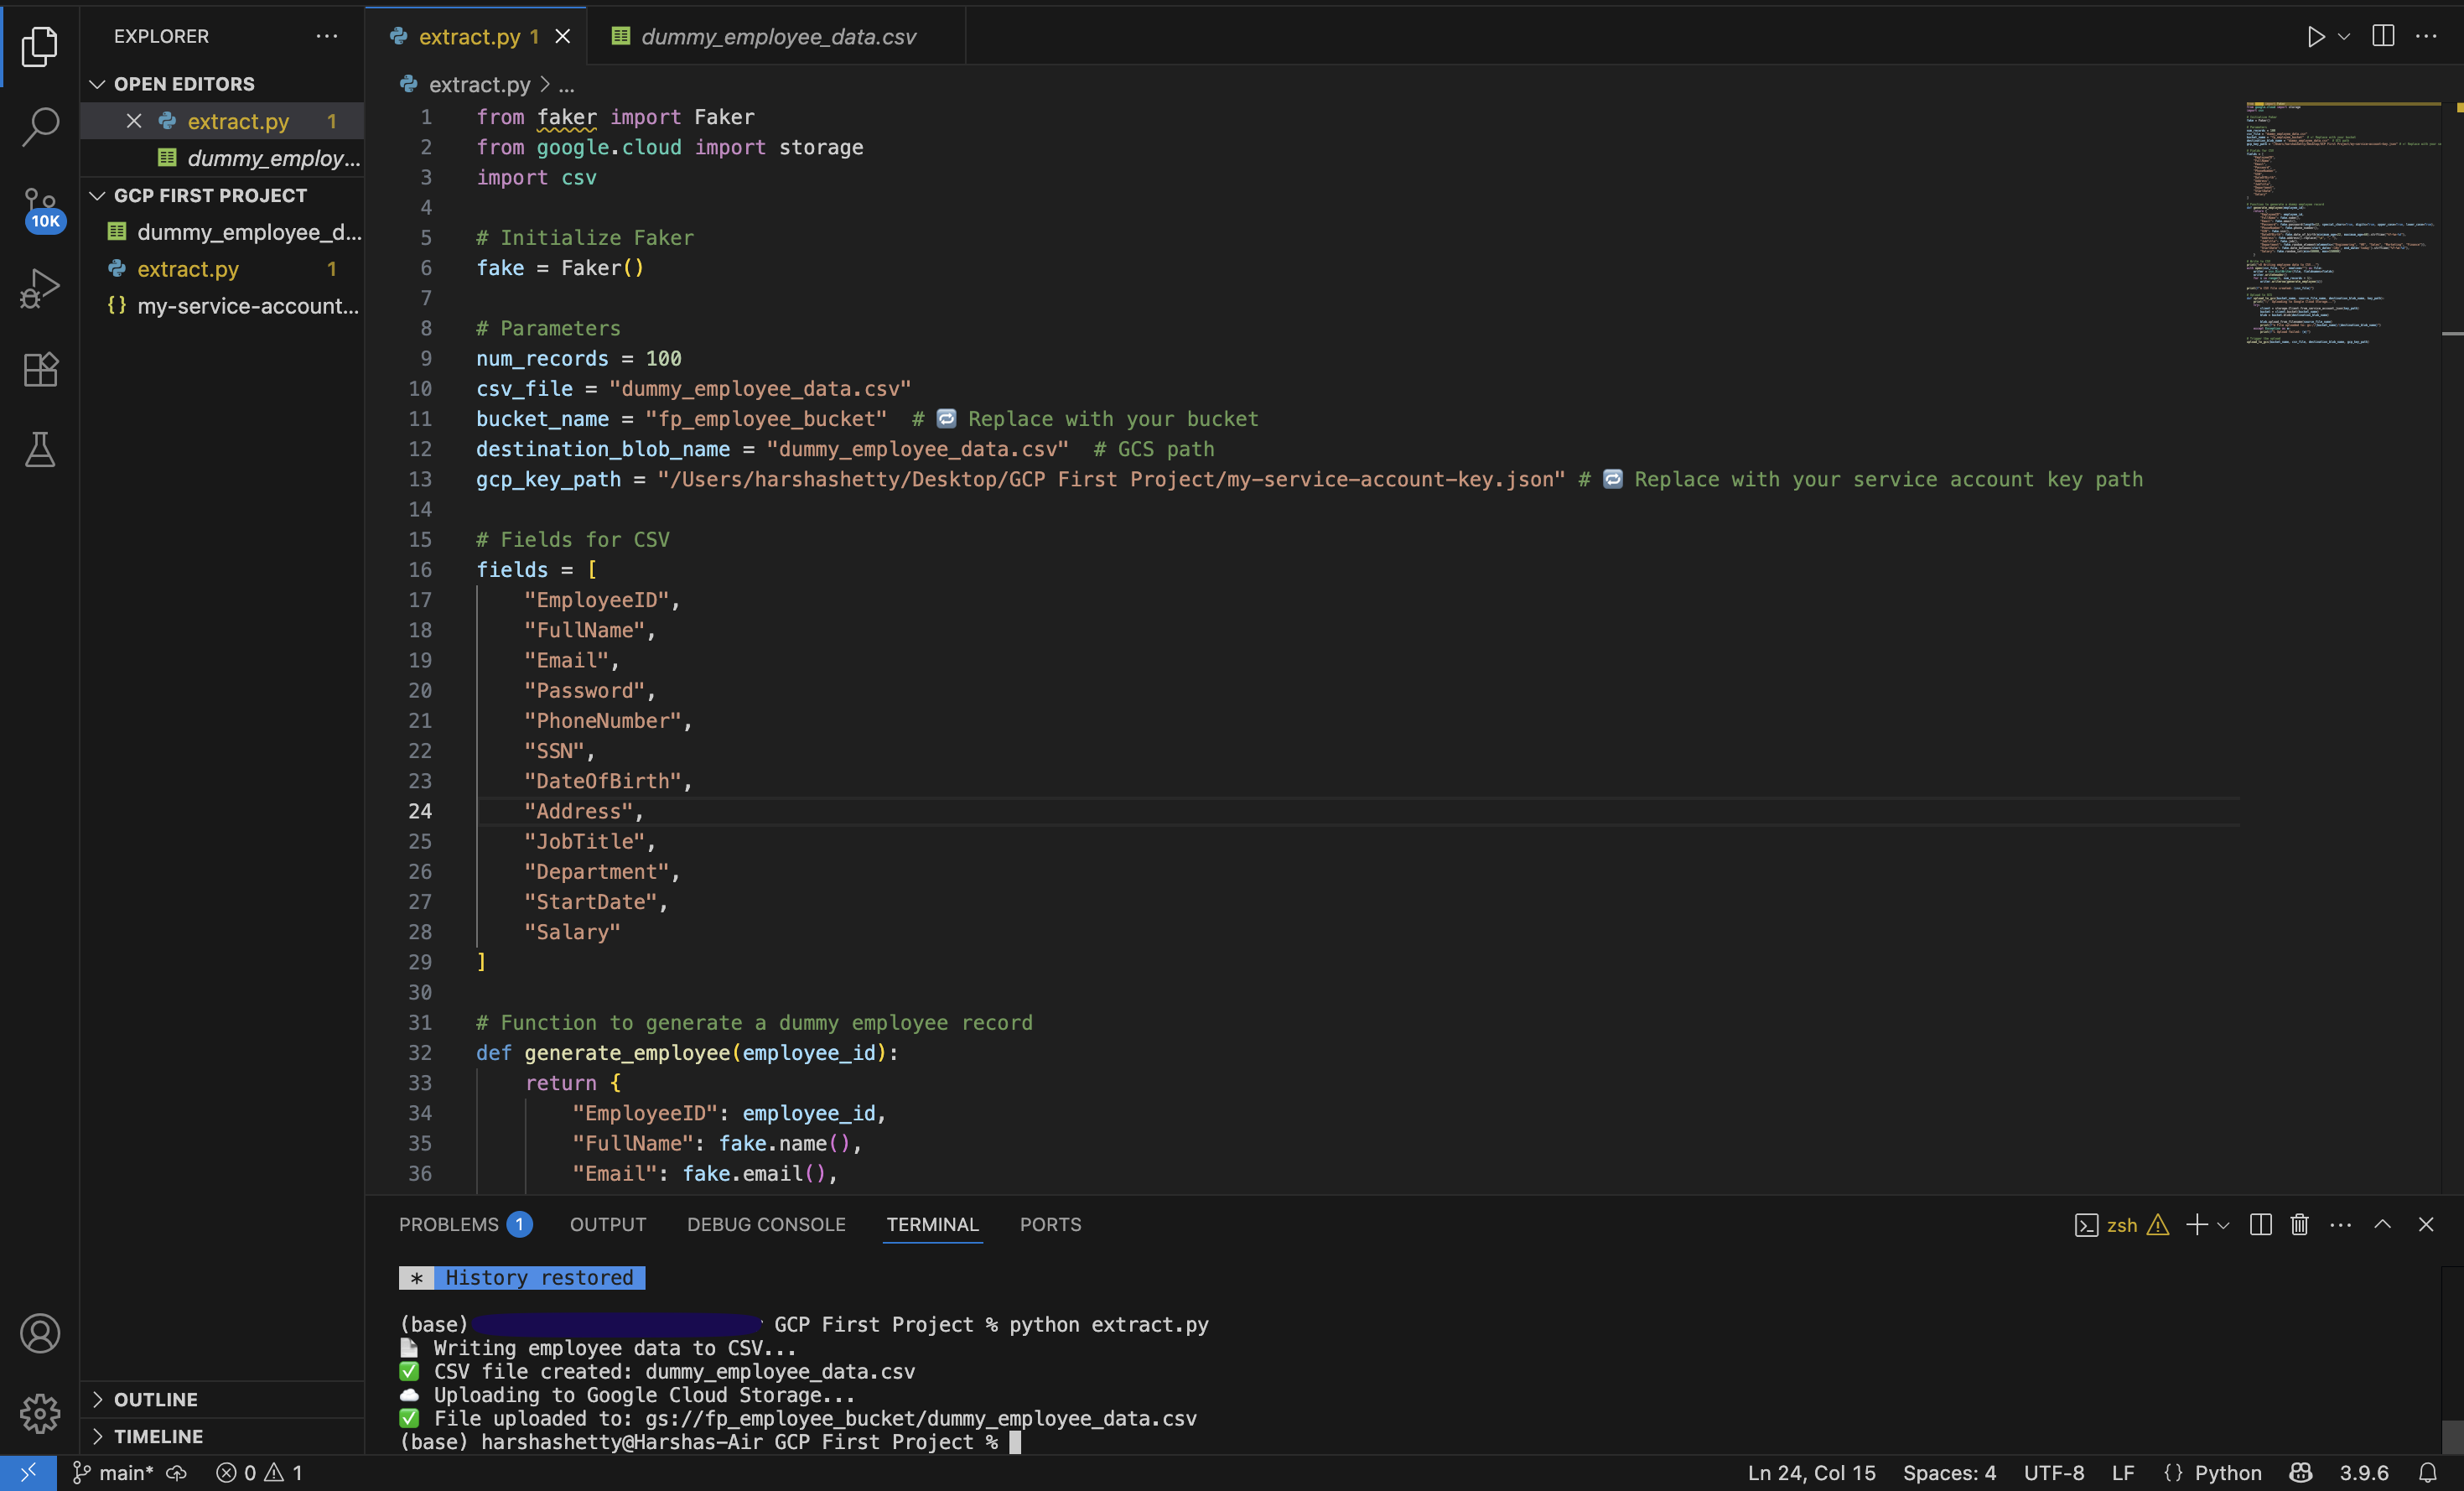 EXPLORER
OPEN EDITORS
extract.py 1
dummy_employ...
GCP FIRST PROJECT
10K
dummy_employee_d...
extract.py 1
my-service-account...
OUTLINE
TIMELINE
extract.py 1
dummy_employee_data.csv
extract.py > ...
1 from faker import Faker
2 from google.cloud import storage
3 import csv
4
5 # Initialize Faker
6 fake = Faker()
7
8 # Parameters
9 num_records = 100
10 csv_file = "dummy_employee_data.csv"
11 bucket_name = "fp_employee_bucket"  # 🔁 Replace with your bucket
12 destination_blob_name = "dummy_employee_data.csv"  # GCS path
13 gcp_key_path = "/Users/harshashetty/Desktop/GCP First Project/my-service-account-key.json" # 🔁 Replace with your service account key path
14
15 # Fields for CSV
16 fields = [
17     "EmployeeID",
18     "FullName",
19     "Email",
20     "Password",
21     "PhoneNumber",
22     "SSN",
23     "DateOfBirth",
24     "Address",
25     "JobTitle",
26     "Department",
27     "StartDate",
28     "Salary"
29 ]
30
31 # Function to generate a dummy employee record
32 def generate_employee(employee_id):
33     return {
34         "EmployeeID": employee_id,
35         "FullName": fake.name(),
36         "Email": fake.email(),
PROBLEMS 1 OUTPUT DEBUG CONSOLE TERMINAL PORTS
zsh
* History restored
(base) GCP First Project % python extract.py
📄 Writing employee data to CSV...
✅ CSV file created: dummy_employee_data.csv
☁️ Uploading to Google Cloud Storage...
✅ File uploaded to: gs://fp_employee_bucket/dummy_employee_data.csv
(base) harshashetty@Harshas-Air GCP First Project %
main* 0 1 Ln 24, Col 15 Spaces: 4 UTF-8 LF {} Python 3.9.6